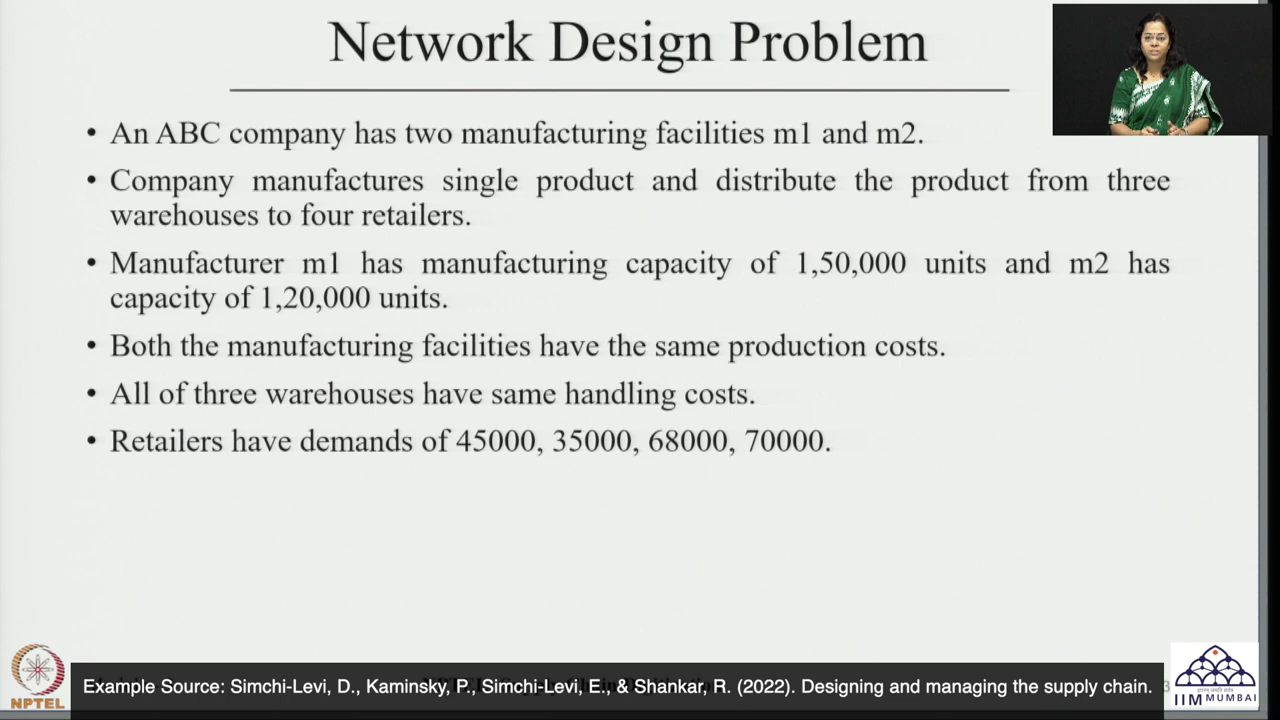 Network Design Problem
• An ABC company has two manufacturing facilities m1 and m2.
• Company manufactures single product and distribute the product from three
warehouses to four retailers.
• Manufacturer m1 has manufacturing capacity of 1,50,000 units and m2 has
capacity of 1,20,000 units.
• Both the manufacturing facilities have the same production costs.
• All of three warehouses have same handling costs.
• Retailers have demands of 45000, 35000, 68000, 70000.
Example Source: Simchi-Levi, D., Kaminsky, P., Simchi-Levi, E., & Shankar, R. (2022). Designing and managing the supply chain.
3
NPTEL
IIM MUMBAI